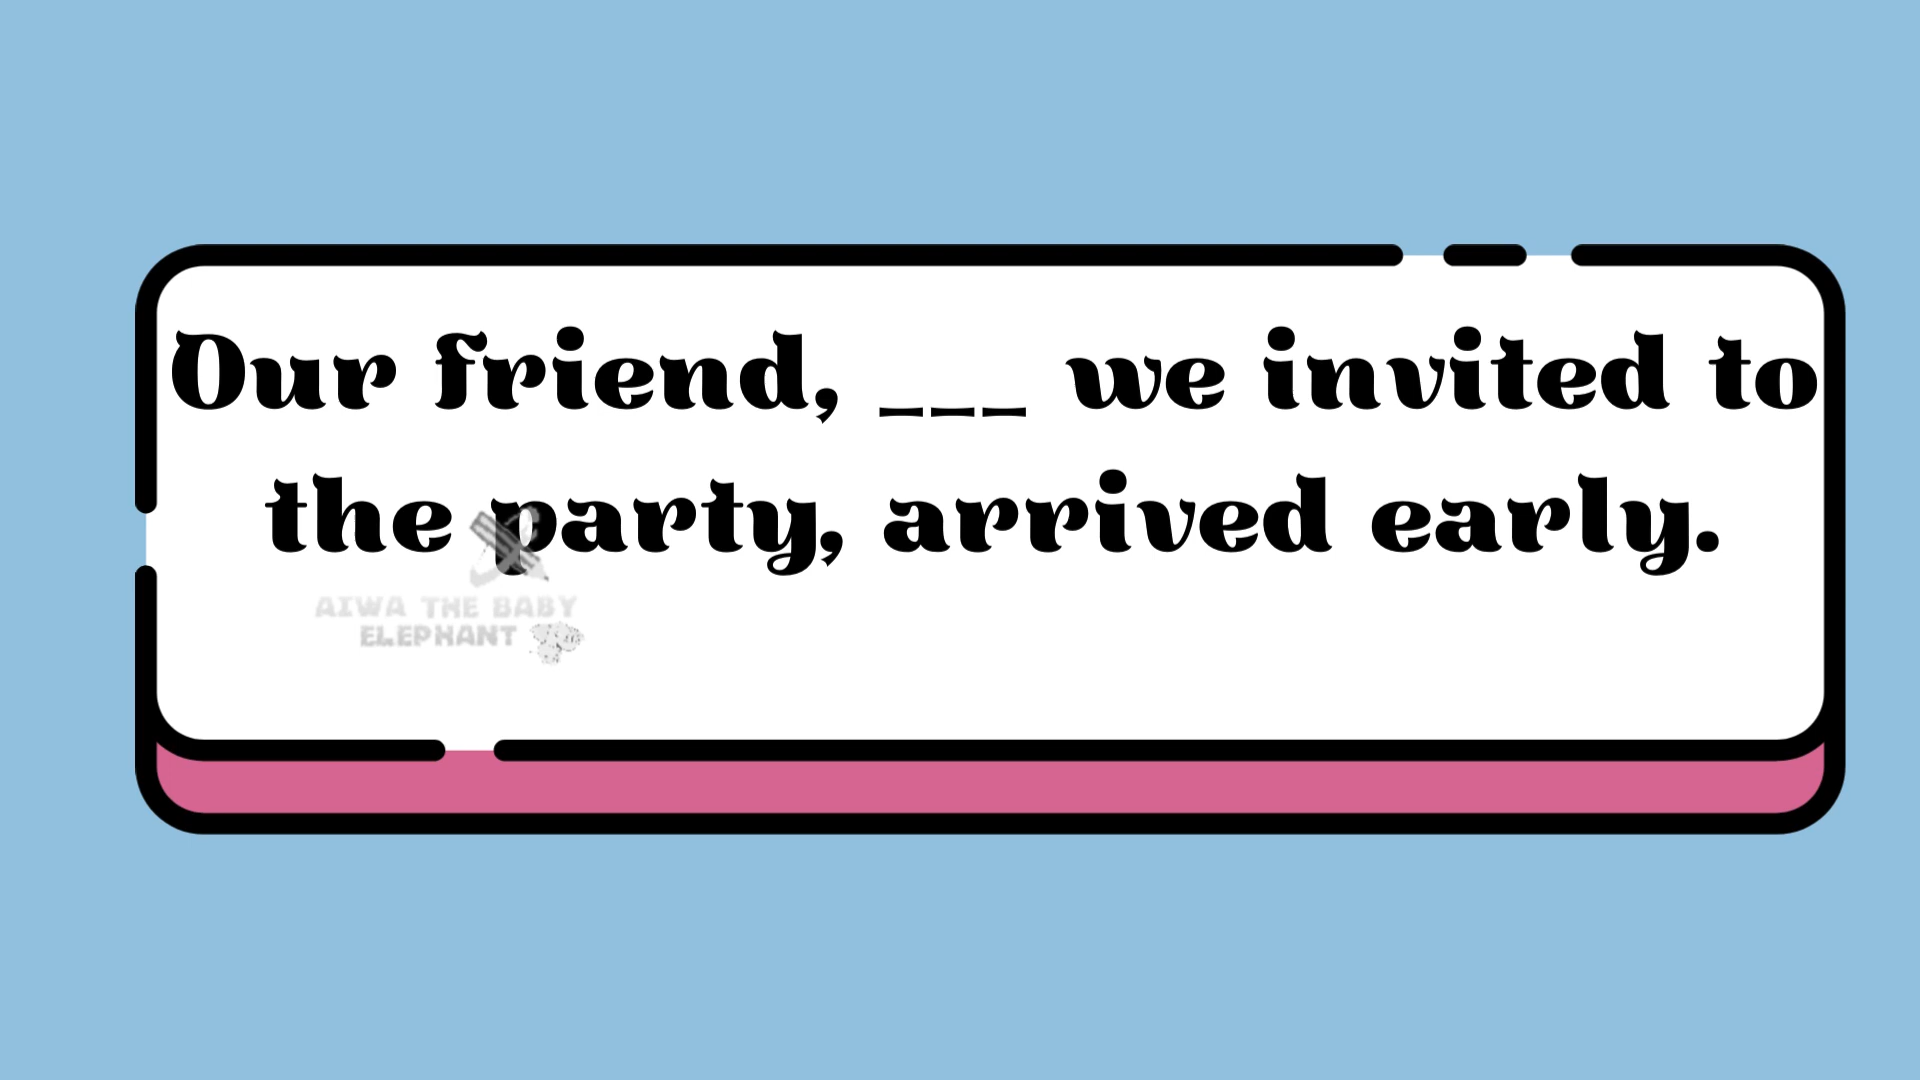 Our friend, ___ we invited to
the party, arrived early.
AIWA THE BABY
ELEPHANT